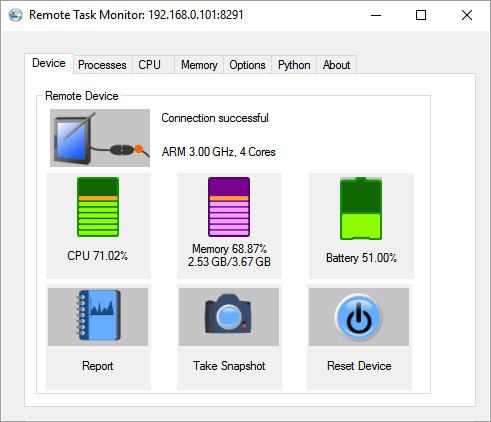 Remote Task Monitor: 192.168.0.101:8291
Device Processes CPU Memory Options Python About
Remote Device
Connection successful
ARM 3.00 GHz, 4 Cores
CPU 71.02%
Memory 68.87%
2.53 GB/3.67 GB
Battery 51.00%
Report
Take Snapshot
Reset Device